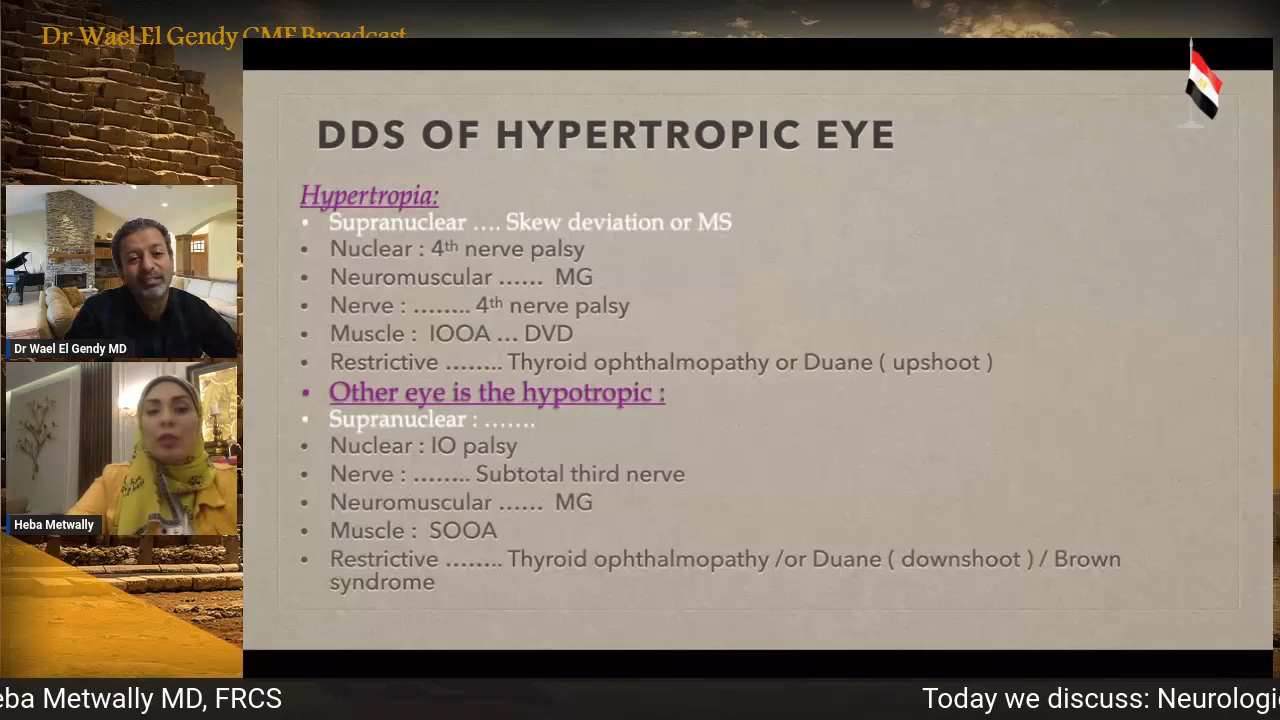 Dr Wael El Gendy CME Broadcast
DDS OF HYPERTROPIC EYE
Hypertropia:
• Supranuclear …. Skew deviation or MS
• Nuclear : 4th nerve palsy
• Neuromuscular …… MG
• Nerve : …….. 4th nerve palsy
• Muscle : IOOA … DVD
• Restrictive …….. Thyroid ophthalmopathy or Duane ( upshoot )
• Other eye is the hypotropic :
• Supranuclear : …….
• Nuclear : IO palsy
• Nerve : …….. Subtotal third nerve
• Neuromuscular …… MG
• Muscle : SOOA
• Restrictive …….. Thyroid ophthalmopathy /or Duane ( downshoot ) / Brown
syndrome
Dr Wael El Gendy MD
Heba Metwally
eba Metwally MD, FRCS
Today we discuss: Neurologi